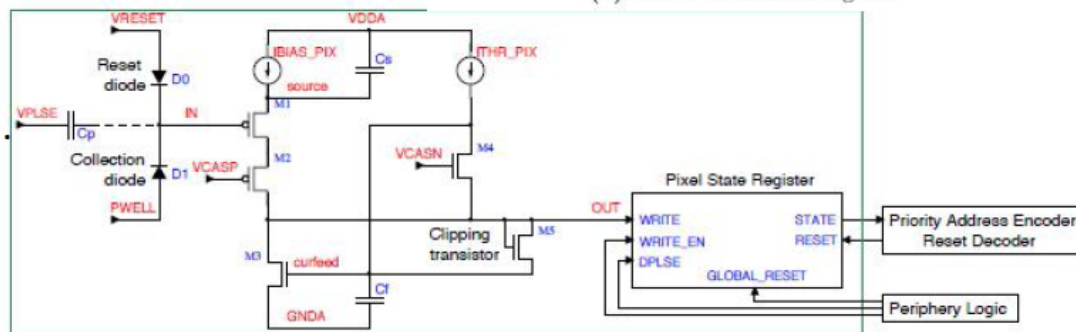 VRESET
VDDA
IBIAS_PIX
Cs
ITHR_PIX
Reset
diode
D0
source
VPLSE
IN
M1
Cp
Collection
diode
D1
VCASP
M2
VCASN
M4
PWELL
Pixel State Register
OUT
WRITE
STATE
WRITE_EN
RESET
DPLSE
GLOBAL_RESET
Priority Address Encoder
Reset Decoder
Clipping
transistor
M5
M3
curfeed
Cf
GNDA
Periphery Logic